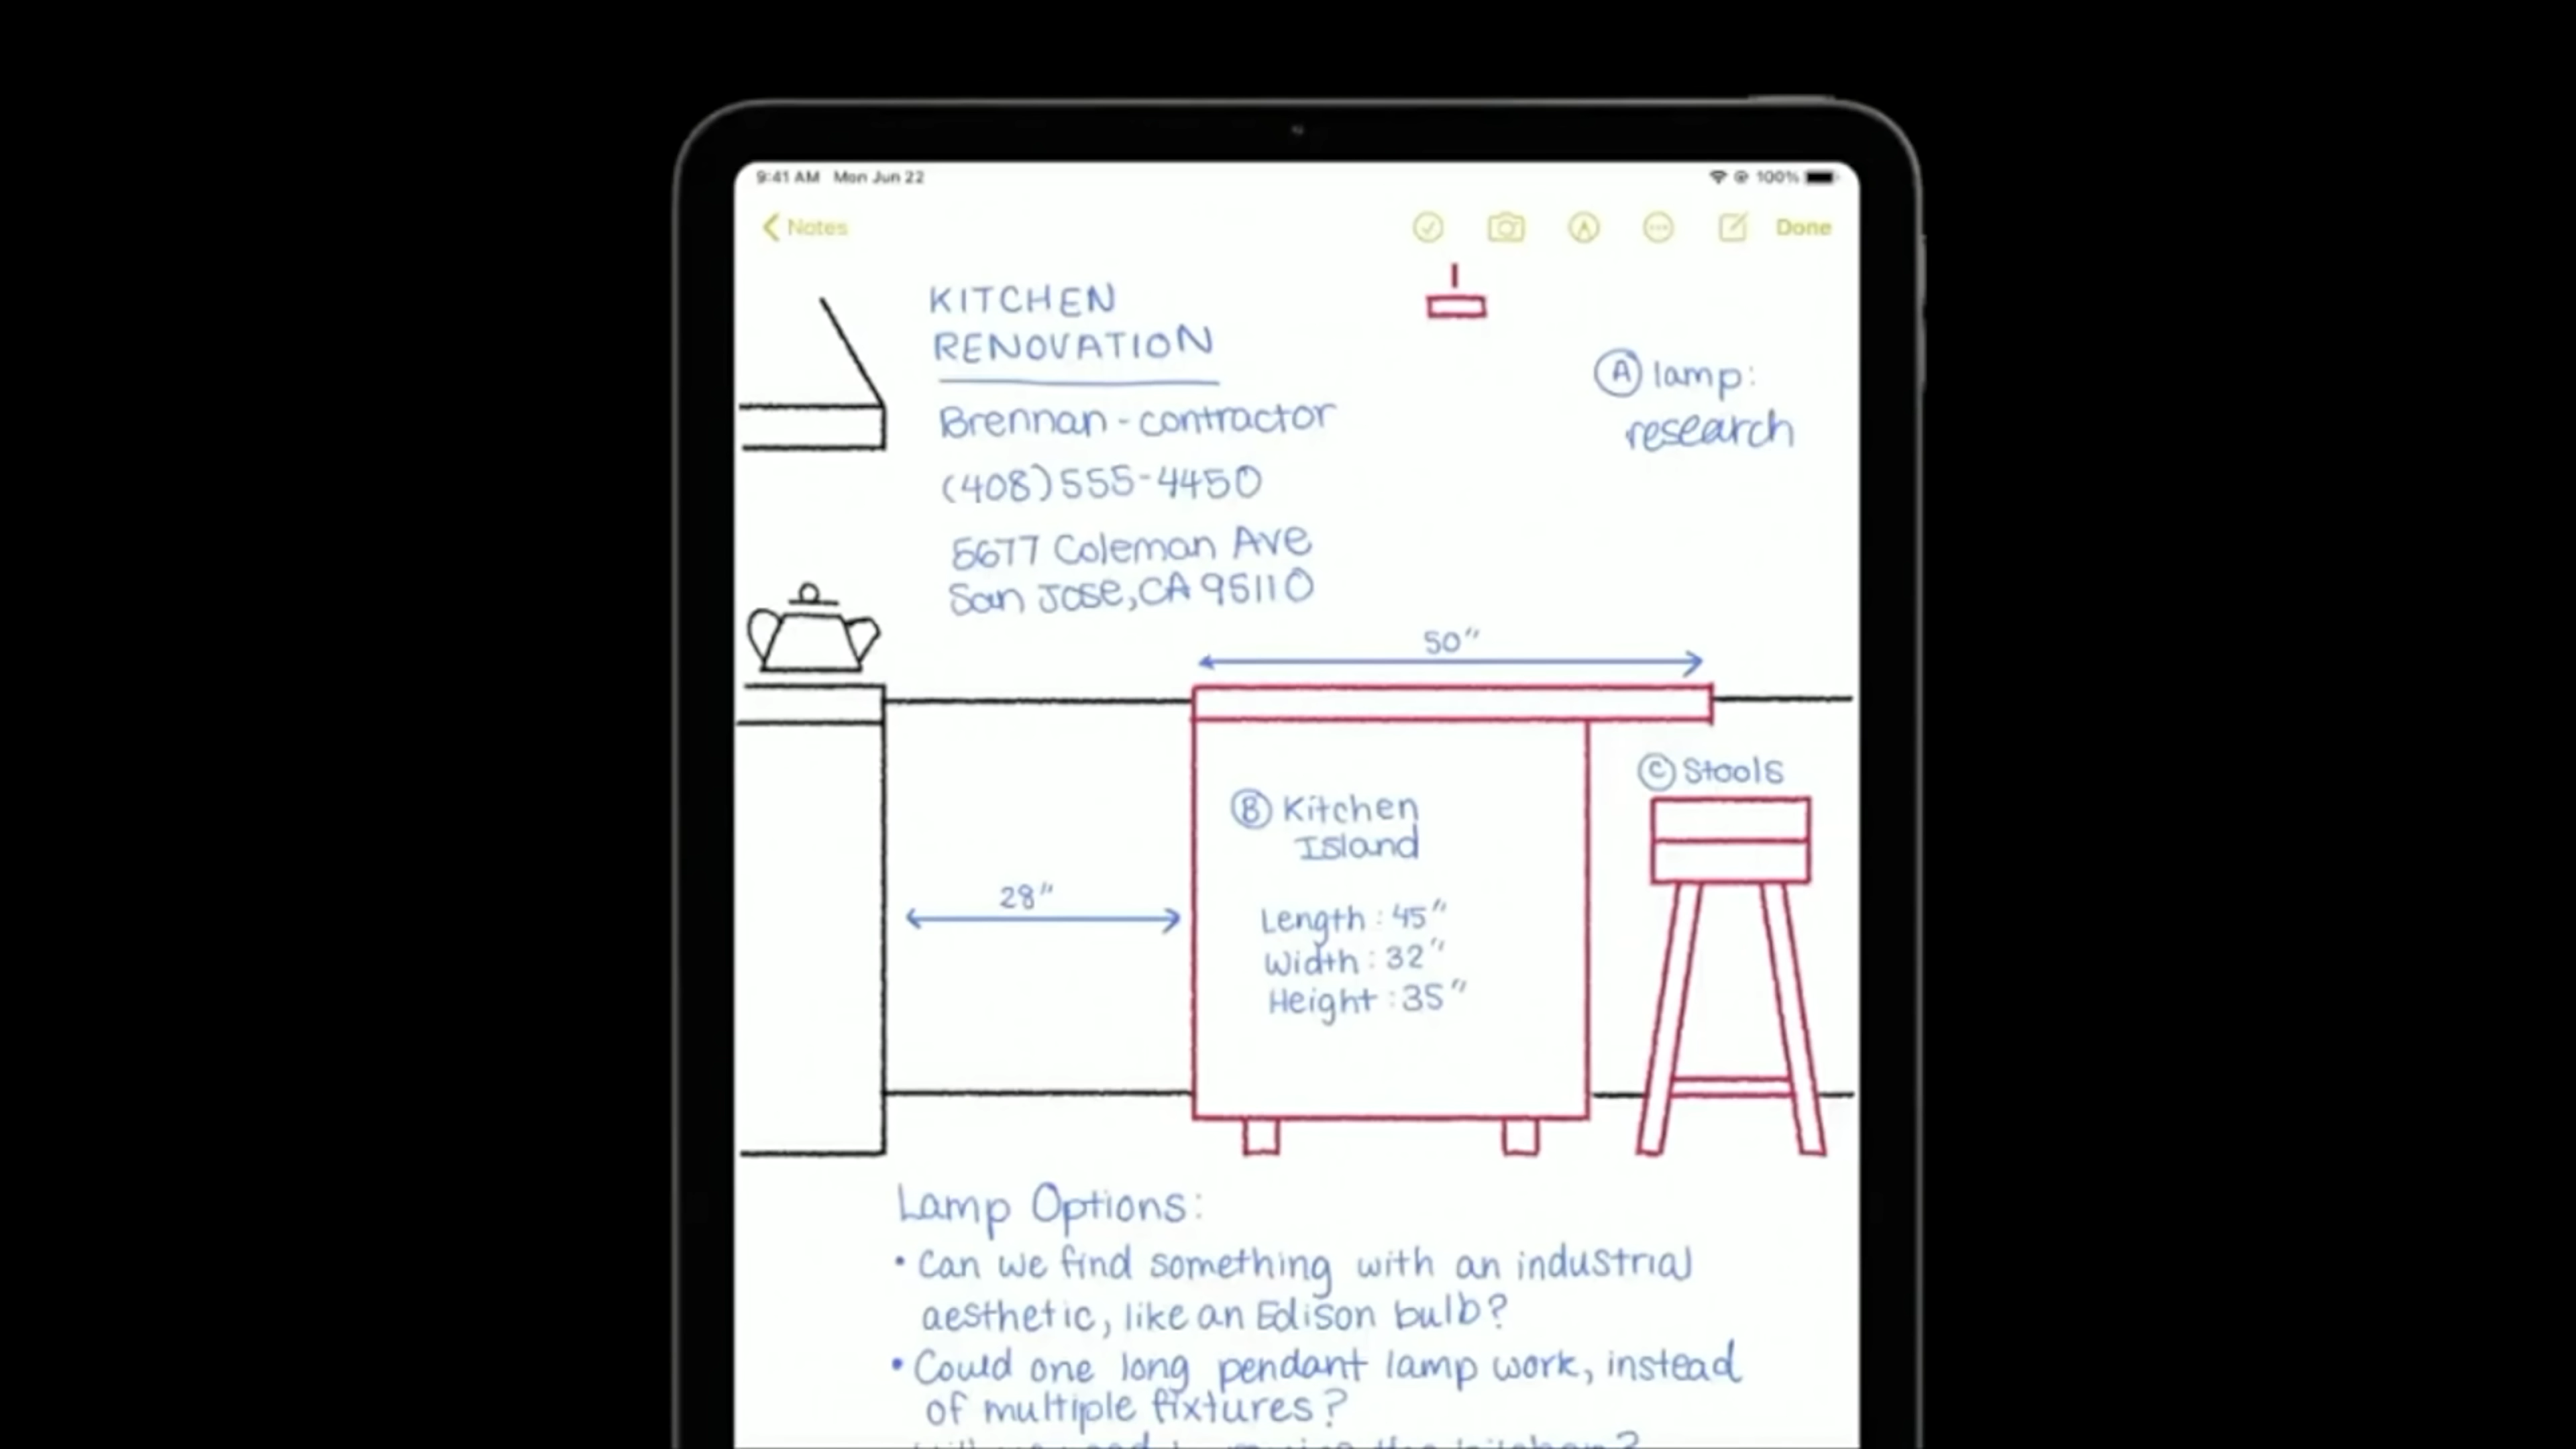 9:41 AM Mon Jun 22
100%
Notes
Done
KITCHEN
RENOVATION
Brennan - contractor
(408) 555-4450
5677 Coleman Ave
San Jose, CA 95110
A lamp:
research
50"
C Stools
B Kitchen
Island
28"
Length: 45"
Width: 32"
Height: 35"
Lamp Options:
• Can we find something with an industrial
aesthetic, like an Edison bulb?
• Could one long pendant lamp work, instead
of multiple fixtures?